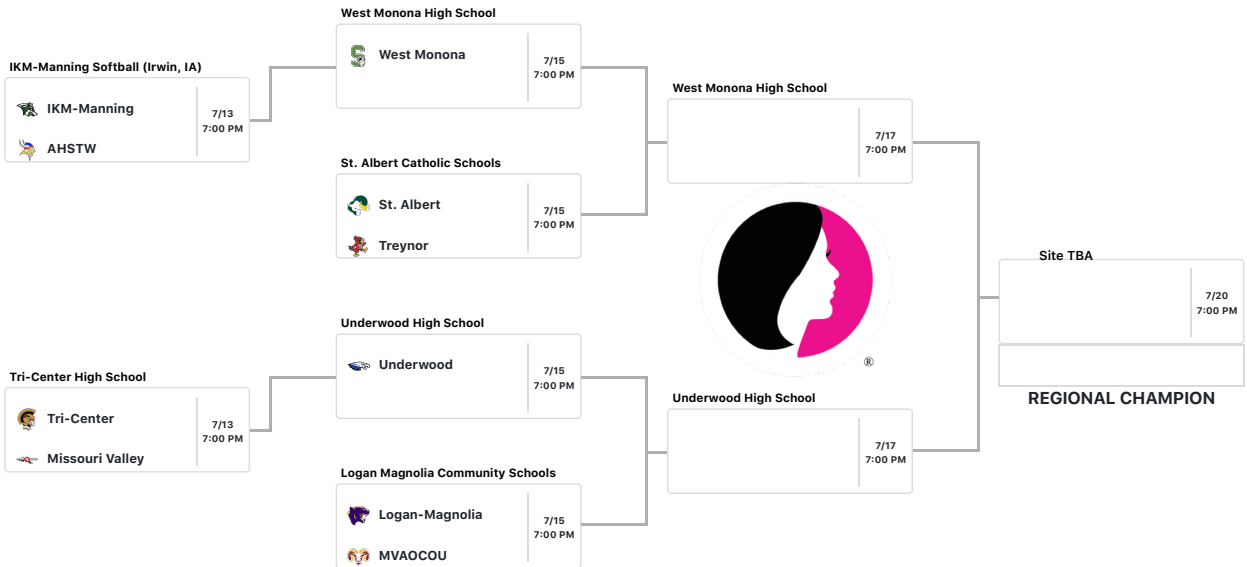 IKM-Manning Softball (Irwin, IA)
IKM-Manning
AHSTW
7/13
7:00 PM
Tri-Center High School
Tri-Center
Missouri Valley
7/13
7:00 PM
West Monona High School
West Monona
7/15
7:00 PM
St. Albert Catholic Schools
St. Albert
Treynor
7/15
7:00 PM
Underwood High School
Underwood
7/15
7:00 PM
Logan Magnolia Community Schools
Logan-Magnolia
MVAOCOU
7/15
7:00 PM
West Monona High School
7/17
7:00 PM
®
Underwood High School
7/17
7:00 PM
Site TBA
7/20
7:00 PM
REGIONAL CHAMPION